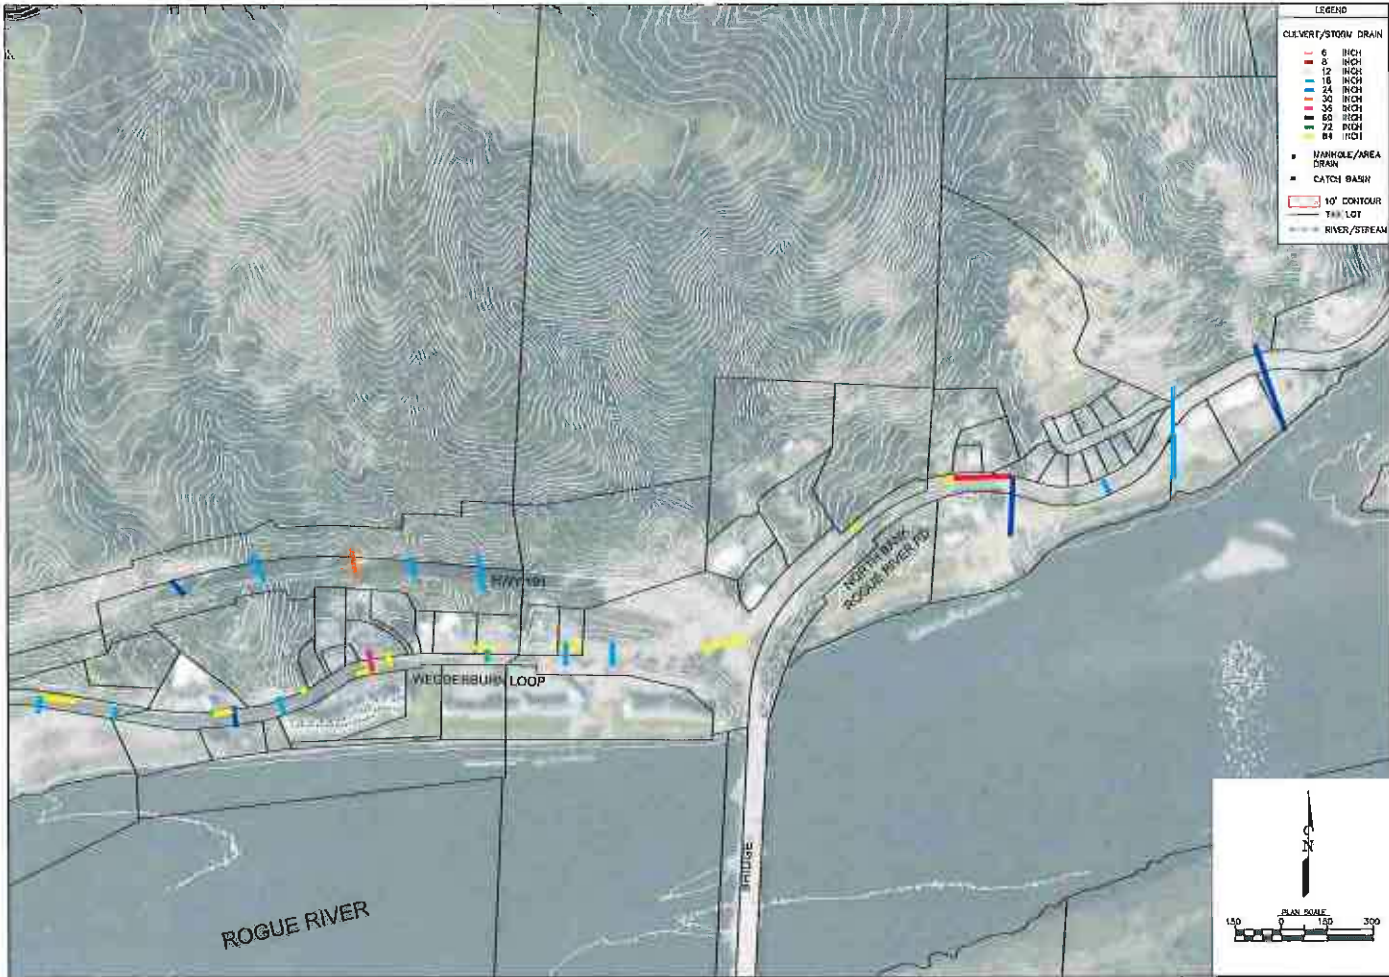 LEGEND
CULVERT/STORM DRAIN
6 INCH
8 INCH
12 INCH
18 INCH
24 INCH
30 INCH
36 INCH
60 INCH
72 INCH
84 INCH
MANHOLE/AREA
DRAIN
CATCH BASIN
10' CONTOUR
TAX LOT
RIVER/STREAM
NORTH BANK
ROGUE RIVER RD
HWY 101
WEDDERBURN LOOP
BRIDGE
ROGUE RIVER
N
PLAN SCALE
150 0 150 300